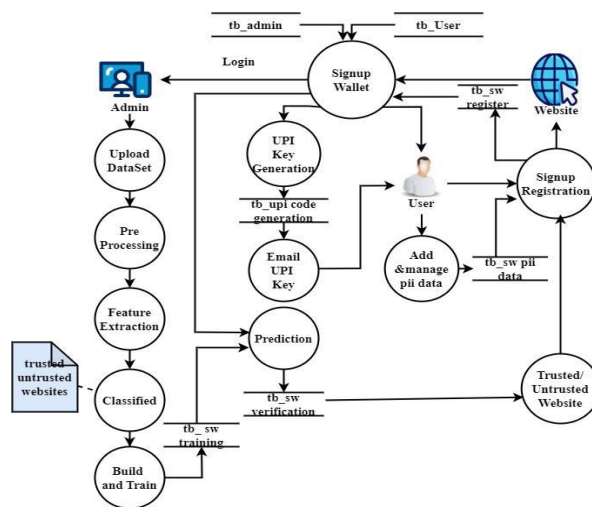 tb_admin
tb_User
Login
Signup
Wallet
Admin
tb_sw
register
Website
Upload
DataSet
UPI
Key
Generation
Signup
Registration
tb_upi code
generation
User
Pre
Processing
Email
UPI
Key
Add
&manage
pii data
tb_sw pii
data
Feature
Extraction
Prediction
trusted
untrusted
websites
Classified
tb_sw
verification
Trusted/
Untrusted
Website
tb_ sw
training
Build
and Train